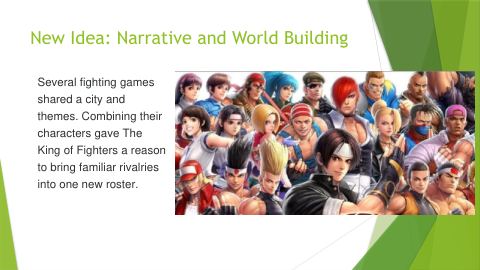 New Idea: Narrative and World Building
Several fighting games
shared a city and
themes. Combining their
characters gave The
King of Fighters a reason
to bring familiar rivalries
into one new roster.